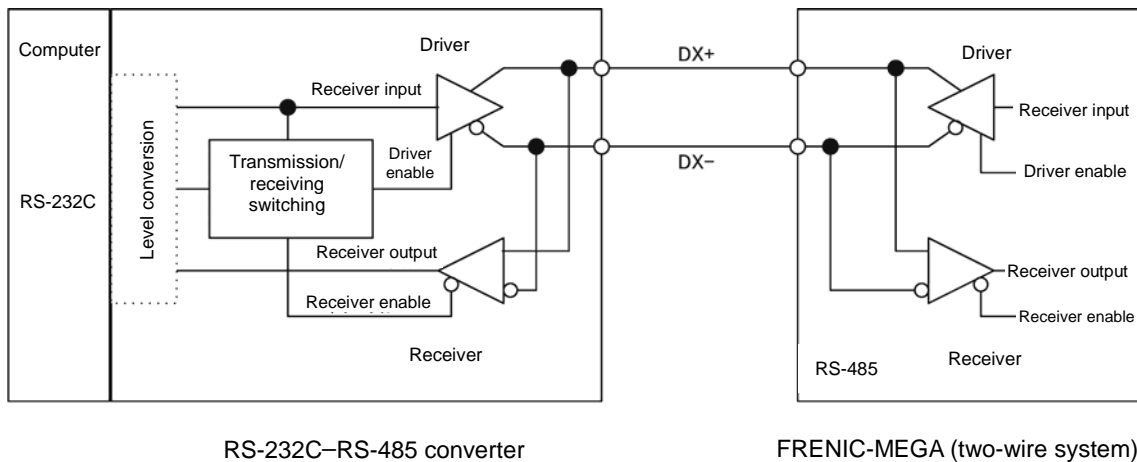 Computer
RS-232C
Level conversion
Driver
Receiver input
Transmission/
receiving
switching
Driver
enable
Receiver output
Receiver enable
Receiver
DX+
DX−
Driver
Receiver input
Driver enable
Receiver output
Receiver enable
RS-485
Receiver
RS-232C−RS-485 converter
FRENIC-MEGA (two-wire system)